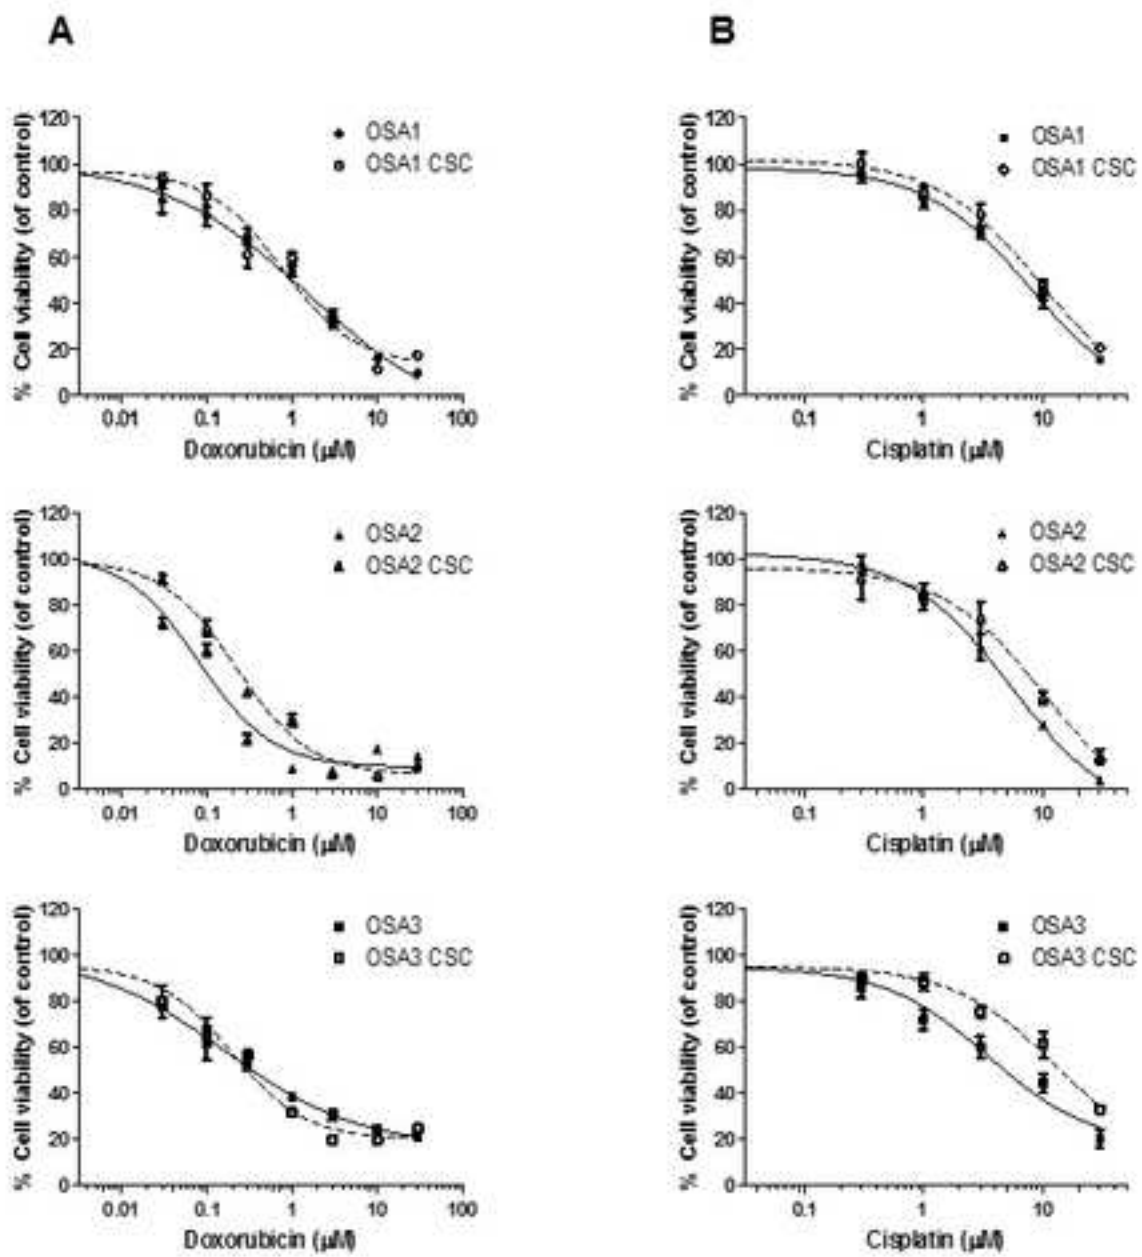 A
B
% Cell viability (of control)
120
100
80
60
40
20
0
OSA1
OSA1 CSC
0.01
0.1
1
10
100
Doxorubicin (µM)
% Cell viability (of control)
120
100
80
60
40
20
0
OSA1
OSA1 CSC
0.1
1
10
Cisplatin (µM)
% Cell viability (of control)
120
100
80
60
40
20
0
OSA2
OSA2 CSC
0.01
0.1
1
10
100
Doxorubicin (µM)
% Cell viability (of control)
120
100
80
60
40
20
0
OSA2
OSA2 CSC
0.1
1
10
Cisplatin (µM)
% Cell viability (of control)
120
100
80
60
40
20
0
OSA3
OSA3 CSC
0.01
0.1
1
10
100
Doxorubicin (µM)
% Cell viability (of control)
120
100
80
60
40
20
0
OSA3
OSA3 CSC
0.1
1
10
Cisplatin (µM)